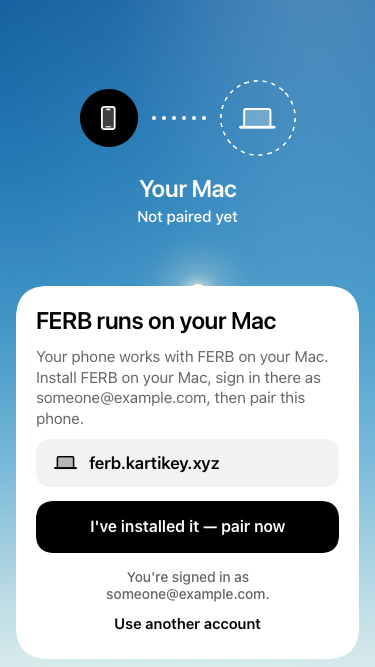 Your Mac
Not paired yet
FERB runs on your Mac
Your phone works with FERB on your Mac.
Install FERB on your Mac, sign in there as
someone@example.com, then pair this
phone.
ferb.kartikey.xyz
I've installed it — pair now
You're signed in as
someone@example.com.
Use another account